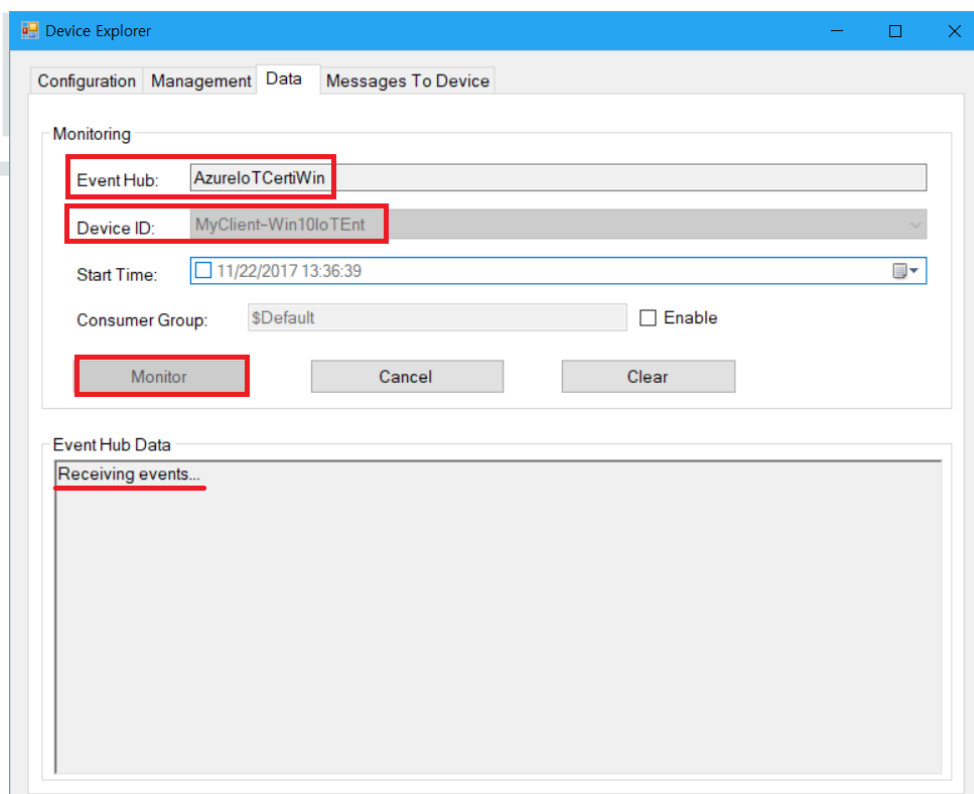 Device Explorer
Configuration Management Data Messages To Device
Monitoring
Event Hub: AzureIoTCertiWin
Device ID: MyClient-Win10IoTEnt
Start Time: 11/22/2017 13:36:39
Consumer Group: $Default Enable
Monitor Cancel Clear
Event Hub Data
Receiving events...